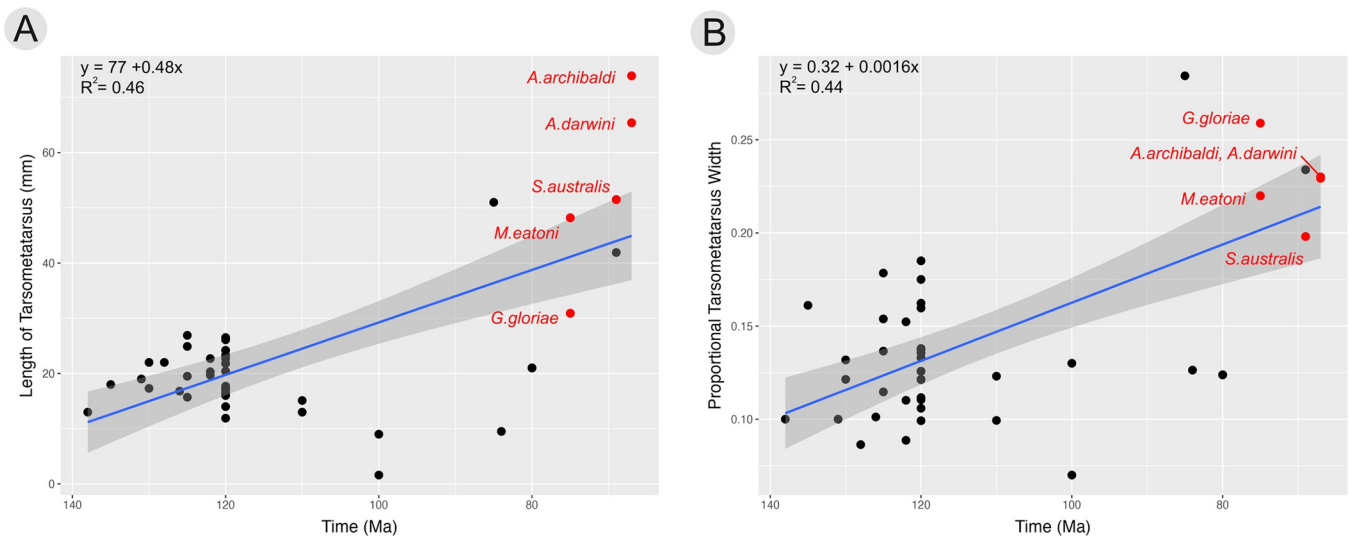 A
y = 77 +0.48x
R2= 0.46
A.archibaldi
A.darwini
S.australis
M.eatoni
G.gloriae
60
40
20
0
140
120
100
80
Length of Tarsometatarsus (mm)
Time (Ma)
B
y = 0.32 + 0.0016x
R2= 0.44
G.gloriae
A.archibaldi, A.darwini
M.eatoni
S.australis
0.25
0.20
0.15
0.10
140
120
100
80
Proportional Tarsometatarsus Width
Time (Ma)